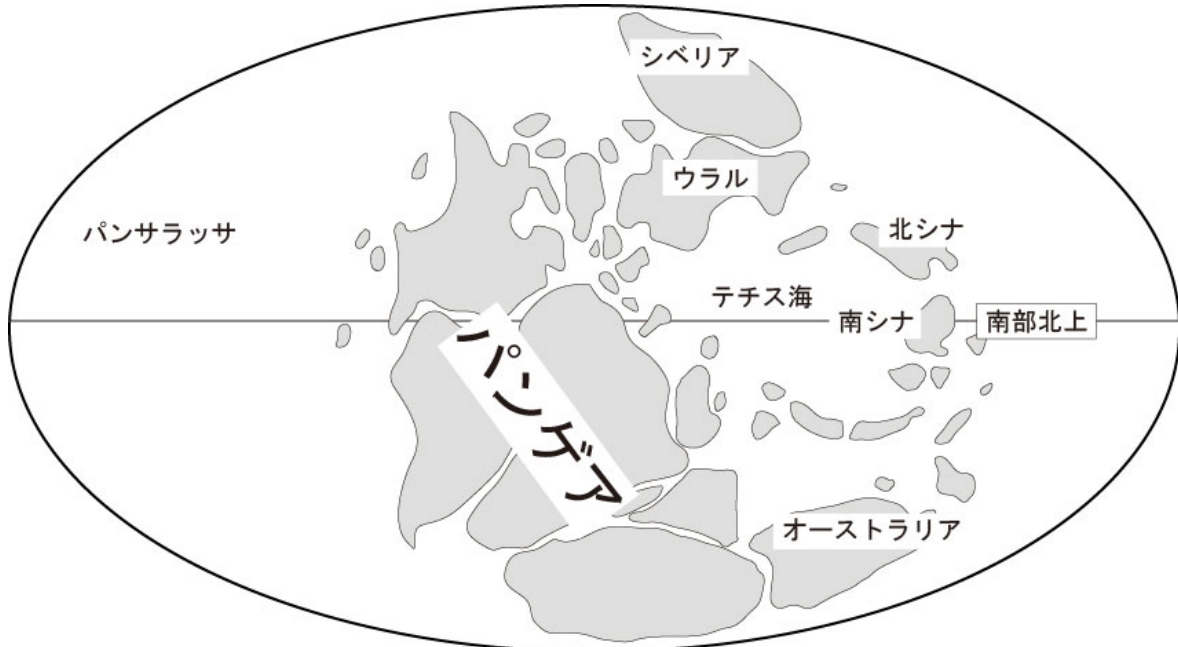 シベリア
ウラル
パンサラッサ
北シナ
テチス海
南シナ
南部北上
パンゲア
オーストラリア